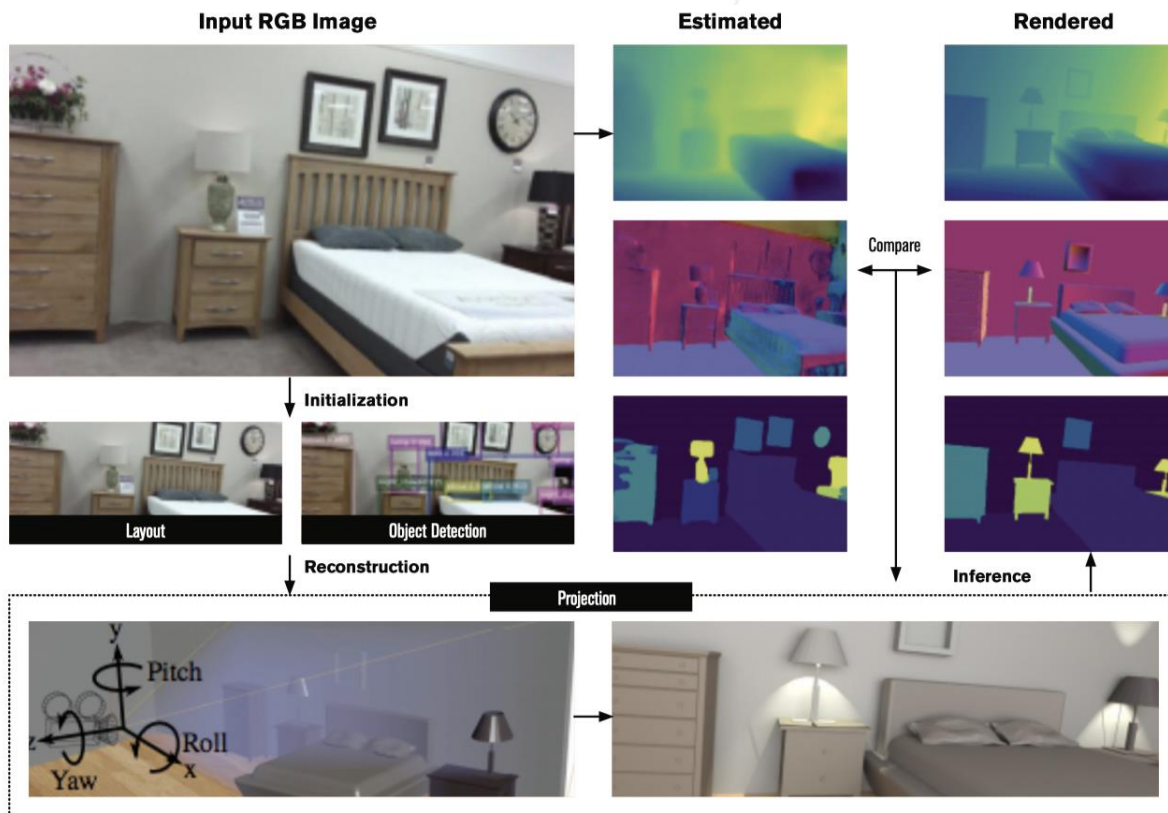 Input RGB Image
Estimated
Rendered
Compare
Initialization
Layout
Object Detection
Reconstruction
Inference
Projection
y
Pitch
z
Roll
x
Yaw